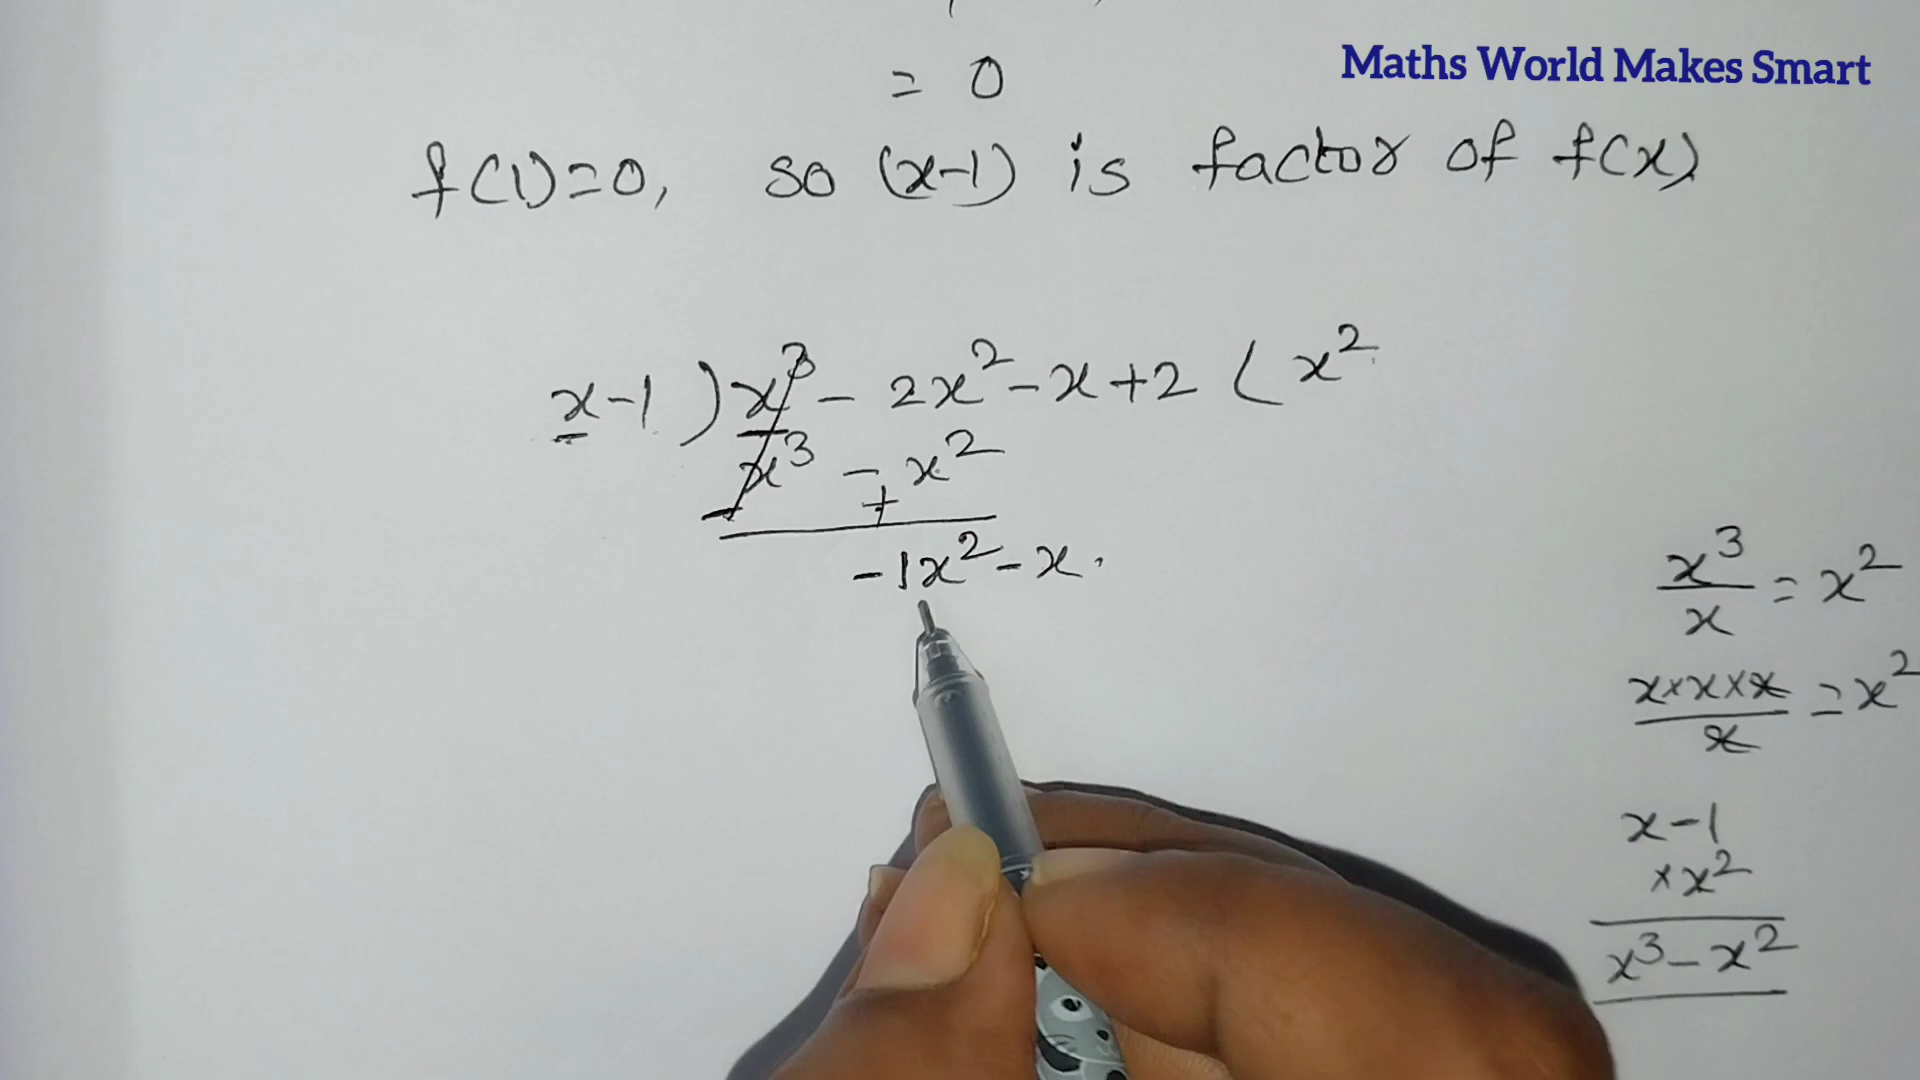 Maths World Makes Smart
= 0
f(1)=0, so (x-1) is factor of f(x)
x-1 ) x³ - 2x² - x + 2 ( x²
x³ - x²
- +
-1x² - x
x³/x = x²
x×x×x/x = x²
x-1
×x²
x³-x²